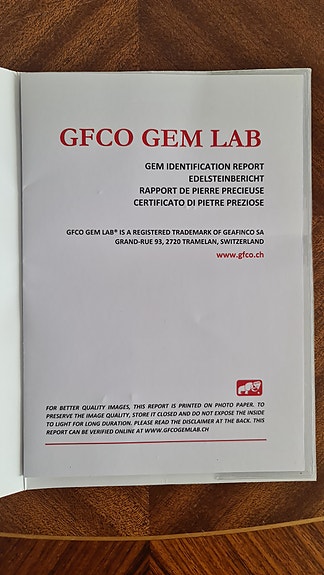 GFCO GEM LAB
GEM IDENTIFICATION REPORT
EDELSTEINBERICHT
RAPPORT DE PIERRE PRECIEUSE
CERTIFICATO DI PIETRE PREZIOSE
GFCO GEM LAB® IS A REGISTERED TRADEMARK OF GEAFINCO SA
GRAND-RUE 93, 2720 TRAMELAN, SWITZERLAND
www.gfco.ch
FOR BETTER QUALITY IMAGES, THIS REPORT IS PRINTED ON PHOTO PAPER. TO
PRESERVE THE IMAGE QUALITY, STORE IT CLOSED AND DO NOT EXPOSE THE INSIDE
TO LIGHT FOR LONG DURATION. PLEASE READ THE DISCLAIMER AT THE BACK. THIS
REPORT CAN BE VERIFIED ONLINE AT WWW.GFCOGEMLAB.CH